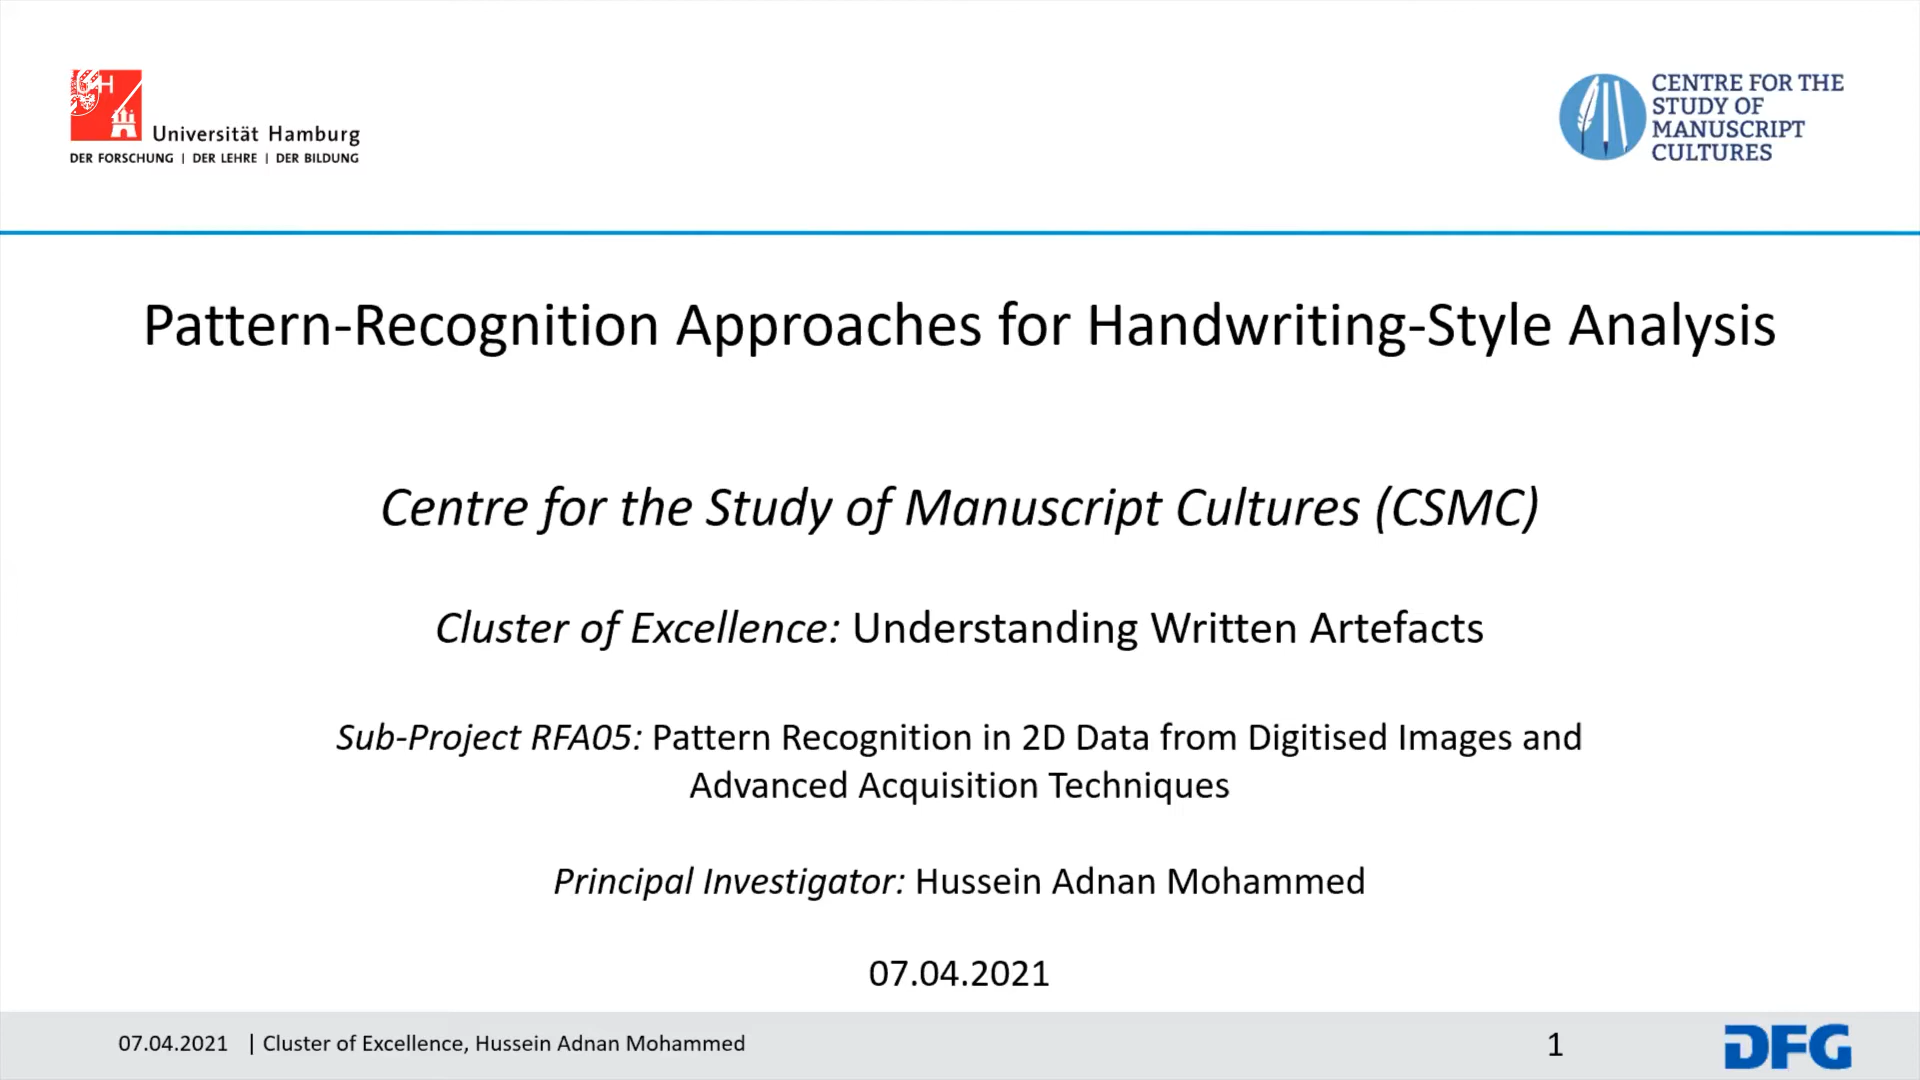 UH
Universität Hamburg
DER FORSCHUNG | DER LEHRE | DER BILDUNG
CENTRE FOR THE
STUDY OF
MANUSCRIPT
CULTURES
Pattern-Recognition Approaches for Handwriting-Style Analysis
Centre for the Study of Manuscript Cultures (CSMC)
Cluster of Excellence: Understanding Written Artefacts
Sub-Project RFA05: Pattern Recognition in 2D Data from Digitised Images and
Advanced Acquisition Techniques
Principal Investigator: Hussein Adnan Mohammed
07.04.2021
07.04.2021 | Cluster of Excellence, Hussein Adnan Mohammed
1
DFG